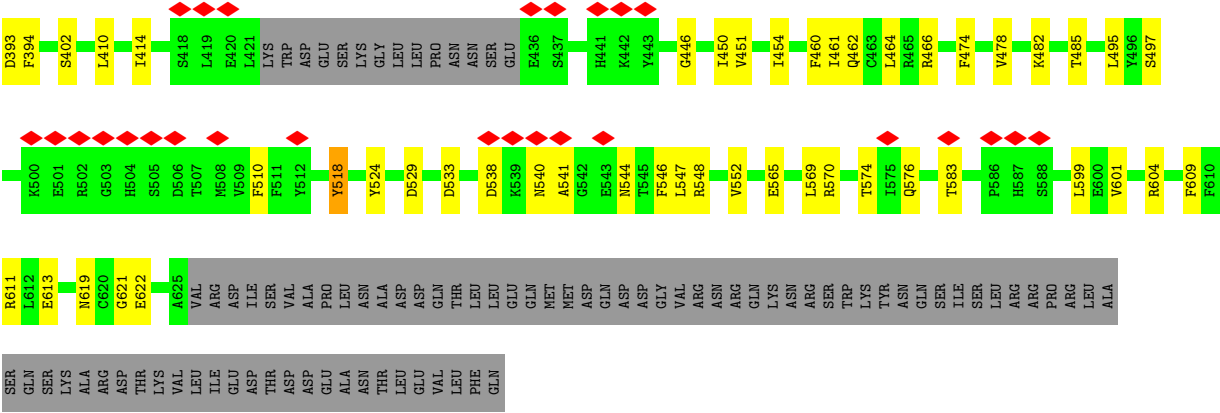 D393 F394 S402 L410 I414 S418 L419 E420 L421 LYS TRP ASP GLU SER LYS GLY LEU LEU PRO ASN ASN SER GLU E436 S437 H441 K442 Y443 G446 I450 V451 I454 F460 I461 Q462 C463 L464 R465 R466 F474 V478 K482 T485 L495 Y496 S497
K500 E501 R502 G503 H504 S505 D506 T507 M508 V509 F510 F511 Y512 Y518 Y524 D529 D533 D538 K539 N540 A541 G542 E543 N544 T545 F546 L547 R548 V552 E565 L569 R570 T574 I575 Q576 T583 P586 H587 S588 L599 E600 V601 R604 F609 F610
R611 L612 E613 N619 C620 G621 E622 A625 VAL ARG ASP ILE SER VAL ALA PRO LEU ASN ALA ASP ASP GLN THR LEU LEU GLU GLN MET MET ASP GLN ASP ASP GLY VAL ARG ASN ARG GLN LYS ASN ARG SER TRP LYS TYR ASN GLN SER ILE SER LEU ARG ARG PRO ARG LEU ALA
SER GLN SER LYS ALA ARG ASP THR LYS VAL LEU ILE GLU ASP THR ASP ASP GLU ALA ASN THR LEU GLU VAL LEU PHE GLN